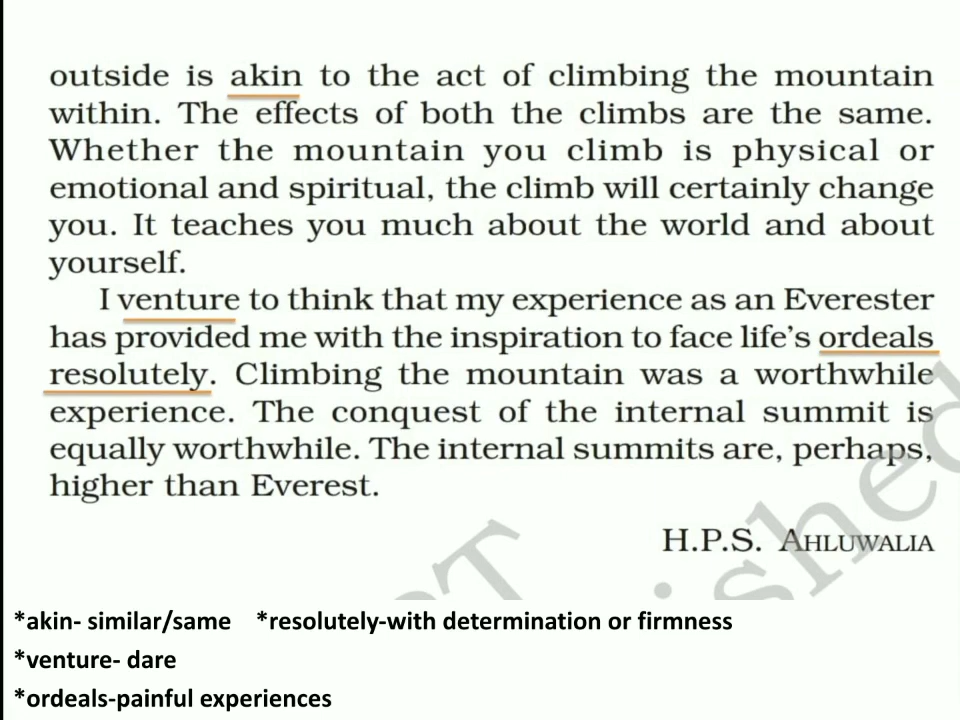 outside is akin to the act of climbing the mountain
within. The effects of both the climbs are the same.
Whether the mountain you climb is physical or
emotional and spiritual, the climb will certainly change
you. It teaches you much about the world and about
yourself.
I venture to think that my experience as an Everester
has provided me with the inspiration to face life's ordeals
resolutely. Climbing the mountain was a worthwhile
experience. The conquest of the internal summit is
equally worthwhile. The internal summits are, perhaps,
higher than Everest.
H.P.S. AHLUWALIA
*akin- similar/same *resolutely-with determination or firmness
*venture- dare
*ordeals-painful experiences